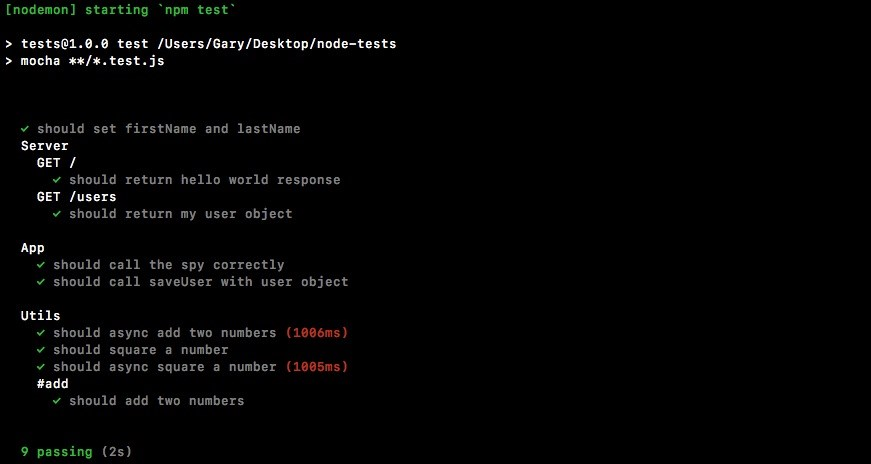 [nodemon] starting `npm test`
> tests@1.0.0 test /Users/Gary/Desktop/node-tests
> mocha **/*.test.js
✓ should set firstName and lastName
Server
GET /
✓ should return hello world response
GET /users
✓ should return my user object
App
✓ should call the spy correctly
✓ should call saveUser with user object
Utils
✓ should async add two numbers (1006ms)
✓ should square a number
✓ should async square a number (1005ms)
#add
✓ should add two numbers
9 passing (2s)